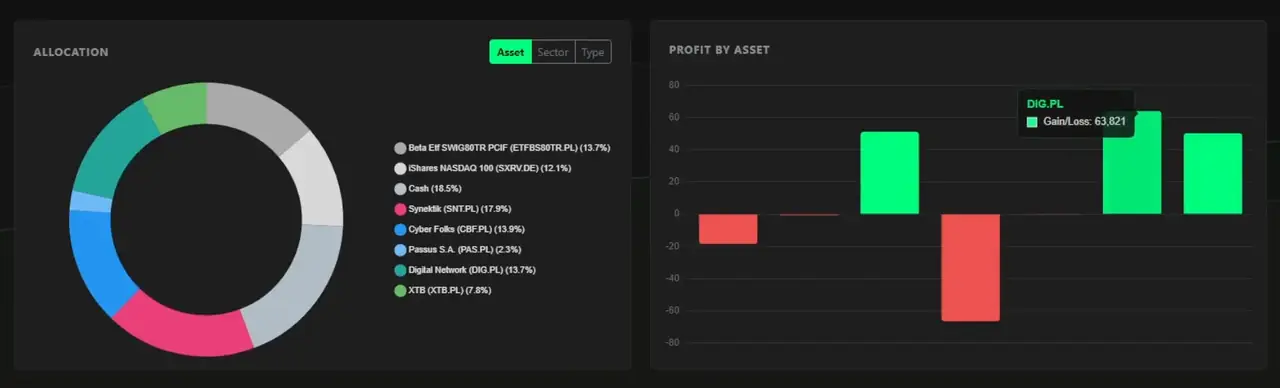 ALLOCATION
Asset Sector Type
Beta Etf SWIG80TR PCIF (ETFBS80TR.PL) (13.7%)
iShares NASDAQ 100 (SXRV.DE) (12.1%)
Cash (18.5%)
Synektik (SNT.PL) (17.9%)
Cyber Folks (CBF.PL) (13.9%)
Passus S.A. (PAS.PL) (2.3%)
Digital Network (DIG.PL) (13.7%)
XTB (XTB.PL) (7.8%)
PROFIT BY ASSET
80
60
40
20
0
-20
-40
-60
-80
DIG.PL
Gain/Loss: 63,821